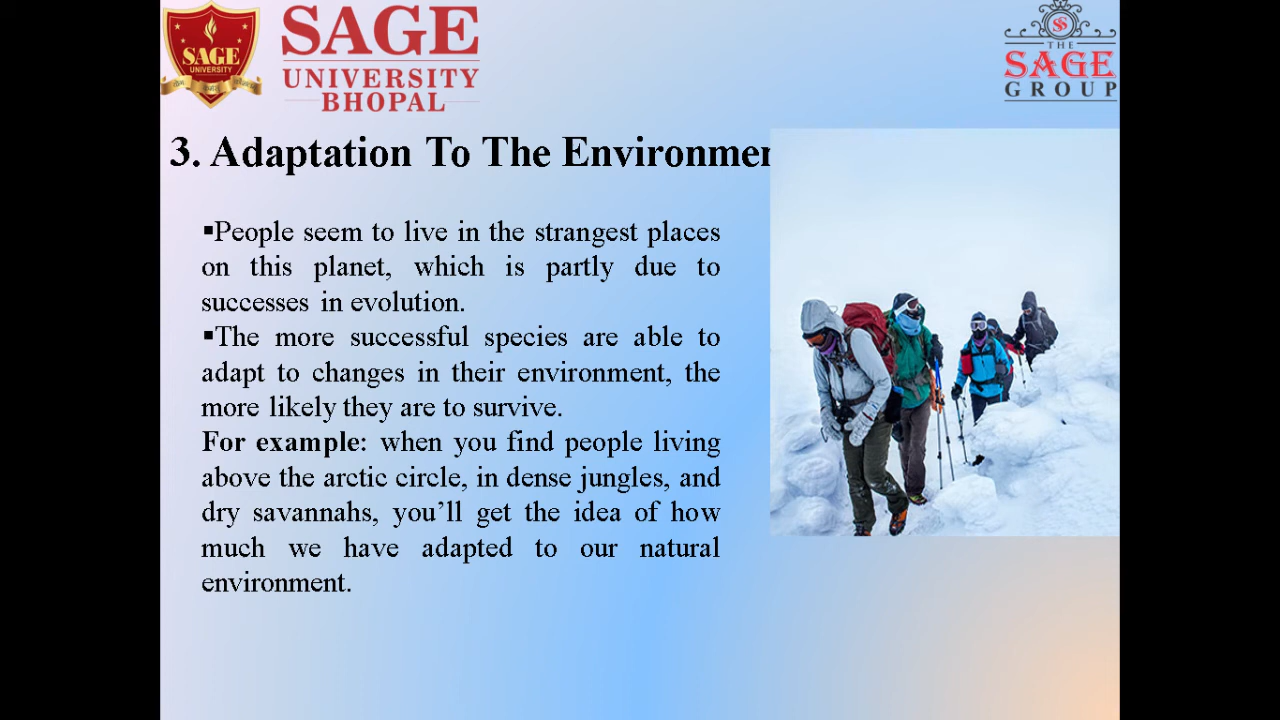 SAGE
UNIVERSITY
SAGE
UNIVERSITY
BHOPAL
THE
SAGE
GROUP
3. Adaptation To The Environmen
▪People seem to live in the strangest places
on this planet, which is partly due to
successes in evolution.
▪The more successful species are able to
adapt to changes in their environment, the
more likely they are to survive.
For example: when you find people living
above the arctic circle, in dense jungles, and
dry savannahs, you’ll get the idea of how
much we have adapted to our natural
environment.